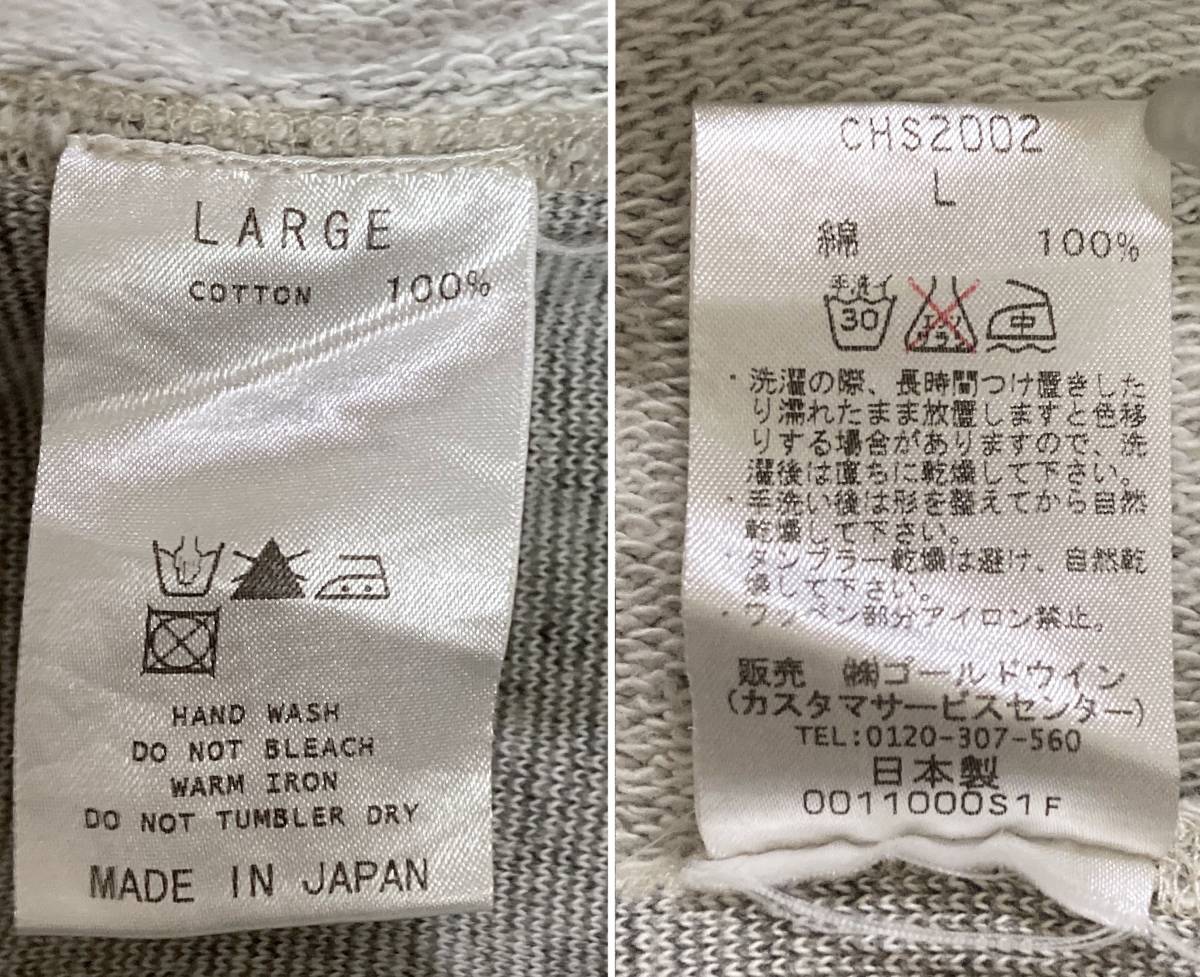 LARGE
COTTON 100%
HAND WASH
DO NOT BLEACH
WARM IRON
DO NOT TUMBLER DRY
MADE IN JAPAN
CHS2002
L
綿 100%
手洗イ
30
エンソ
サラシ
中
・洗濯の際、長時間つけ置きした
り濡れたまま放置しますと色移
りする場合がありますので、洗
濯後は直ちに乾燥して下さい。
・手洗い後は形を整えてから自然
乾燥して下さい。
・タンブラー乾燥は避け、自然乾
燥して下さい。
・ワッペン部分アイロン禁止。
販売 ㈱ゴールドウイン
(カスタマサービスセンター)
TEL:0120-307-560
日本製
0011000S1F